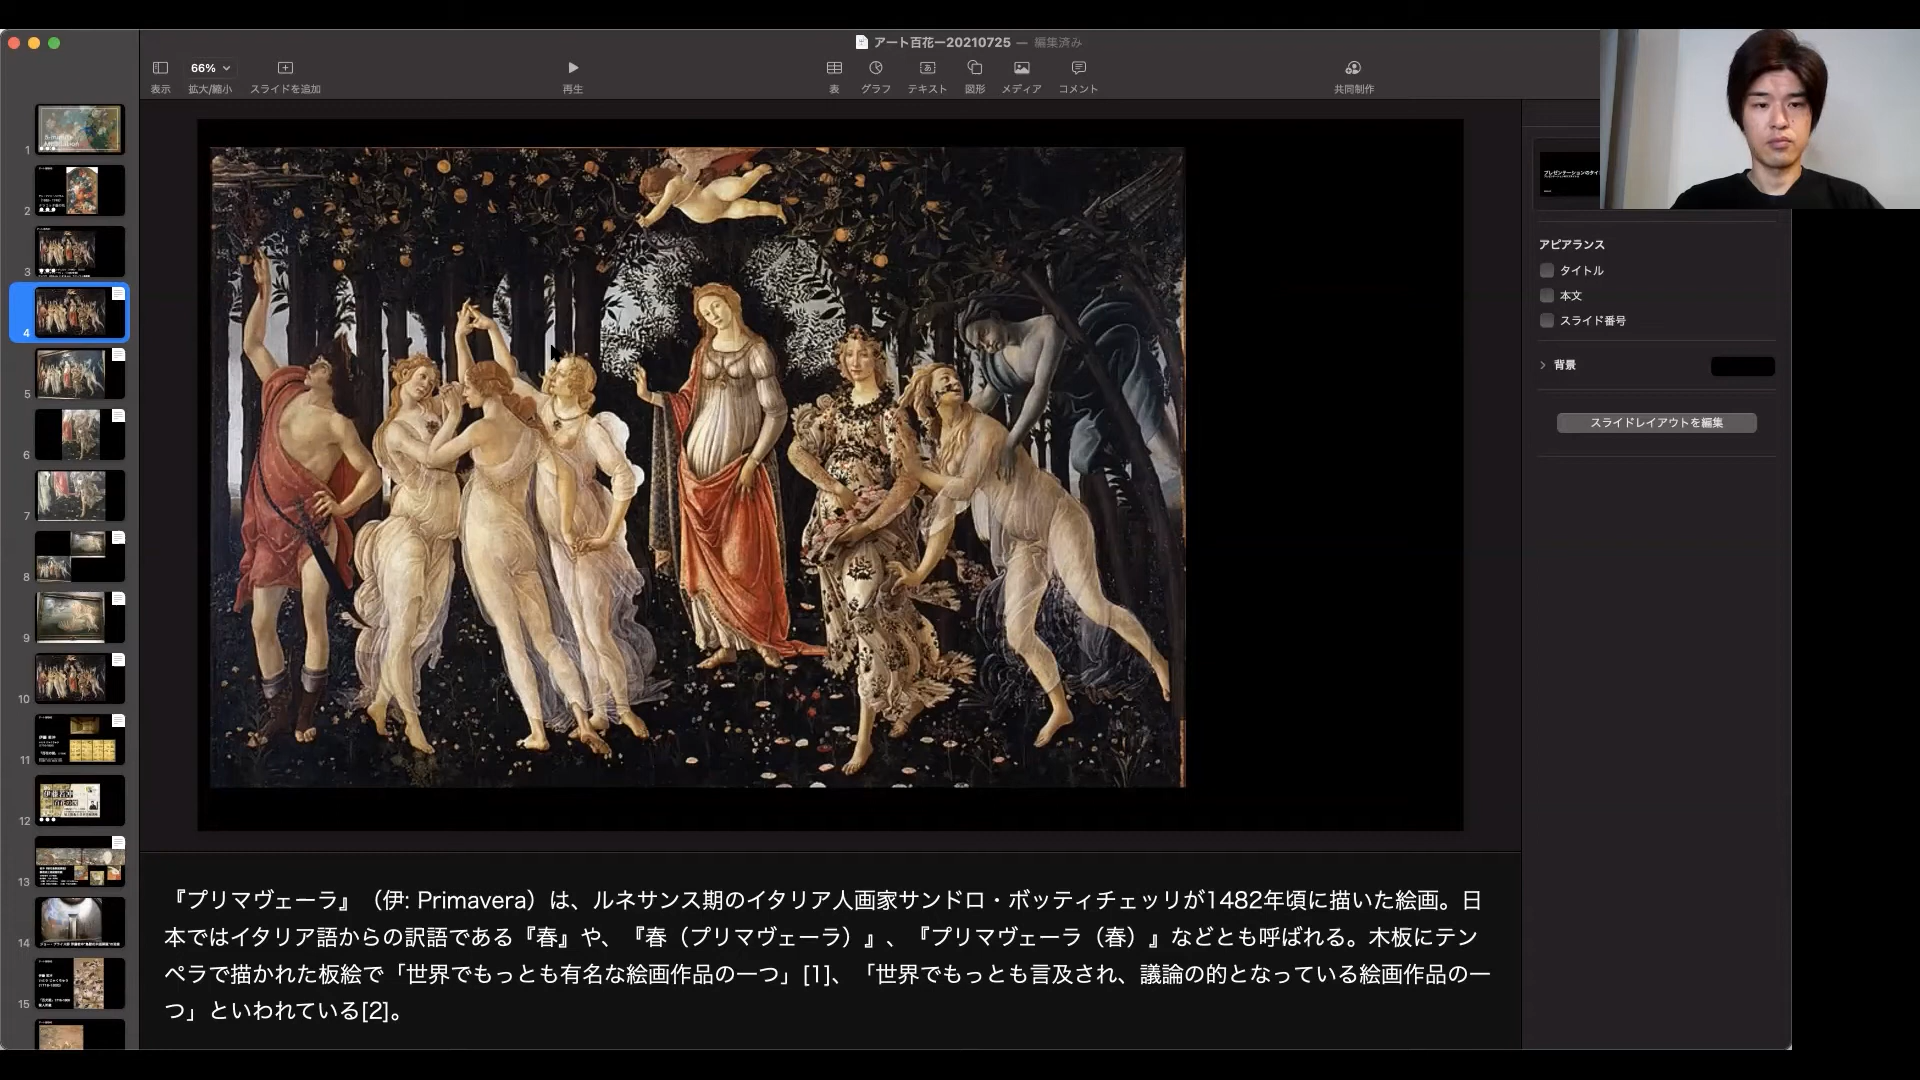 アート百花ー20210725 — 編集済み
66%
表示
拡大/縮小
スライドを追加
再生
表
グラフ
テキスト
図形
メディア
コメント
共同制作
1
2
3
4
5
6
7
8
9
10
11
12
13
14
15
アピアランス
タイトル
本文
スライド番号
背景
スライドレイアウトを編集
『プリマヴェーラ』（伊: Primavera）は、ルネサンス期のイタリア人画家サンドロ・ボッティチェッリが1482年頃に描いた絵画。日
本ではイタリア語からの訳語である『春』や、『春（プリマヴェーラ）』、『プリマヴェーラ（春）』などとも呼ばれる。木板にテン
ペラで描かれた板絵で「世界でもっとも有名な絵画作品の一つ」[1]、「世界でもっとも言及され、議論の的となっている絵画作品の一
つ」といわれている[2]。